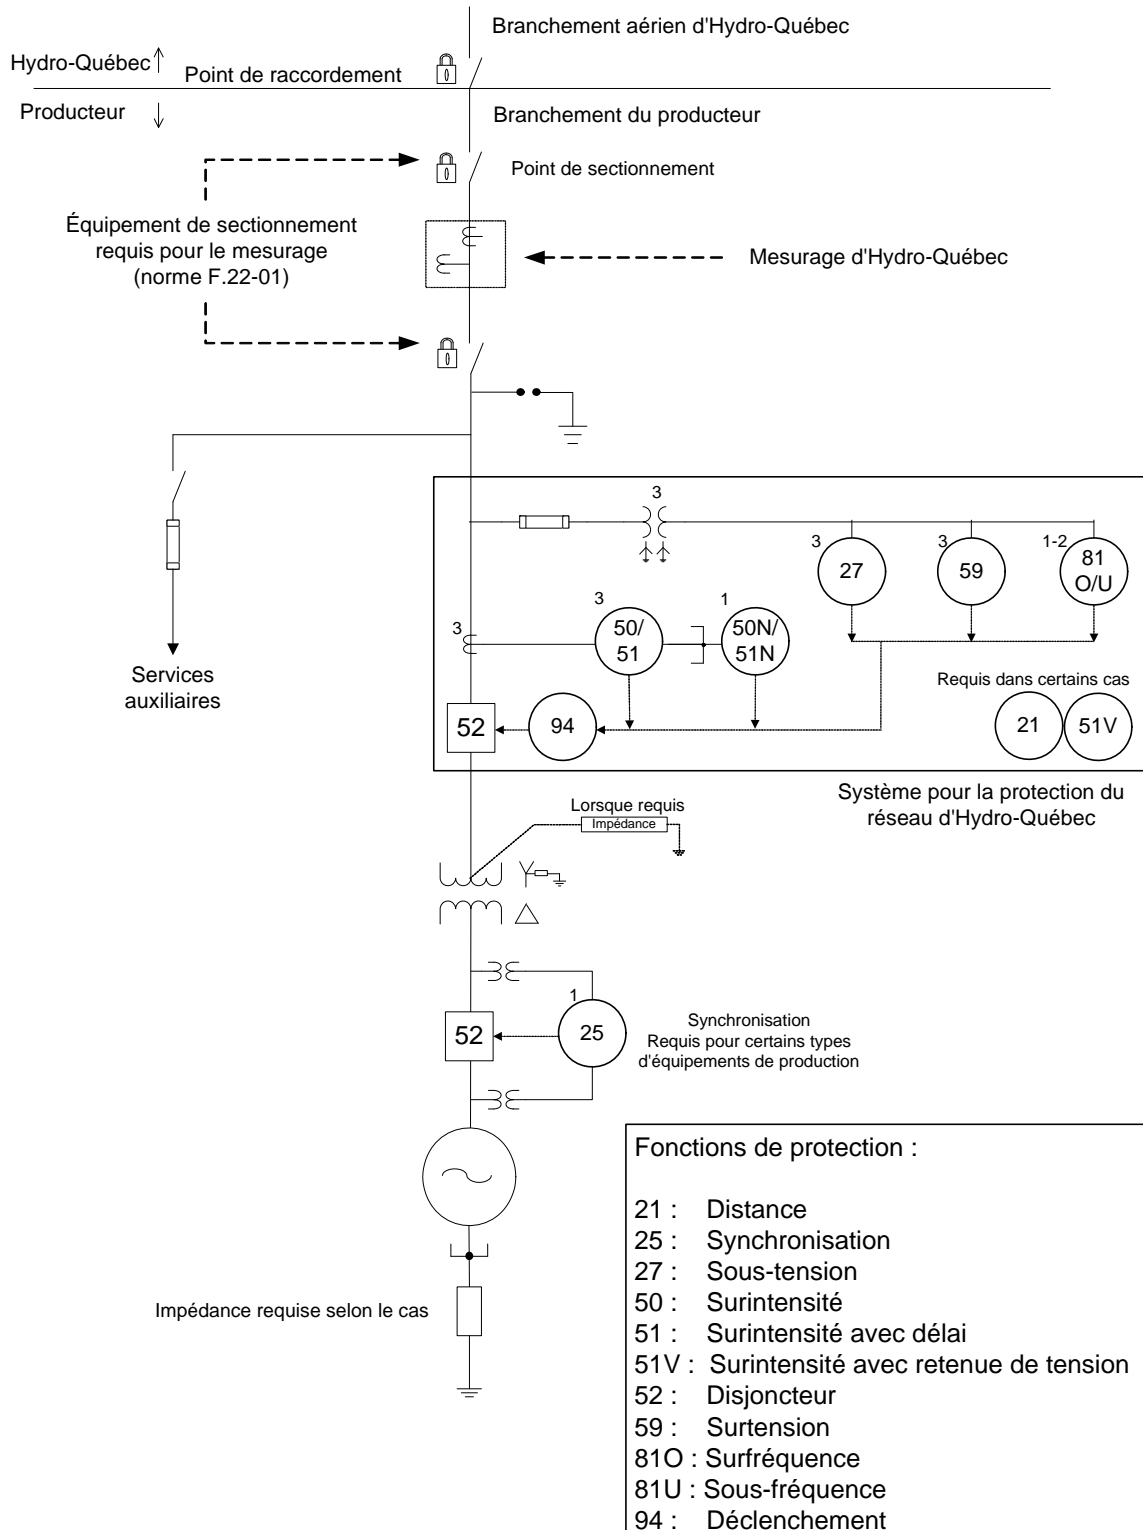 Branchement aérien d'Hydro-Québec
Hydro-Québec
Point de raccordement
Producteur
Branchement du producteur
Point de sectionnement
Équipement de sectionnement
requis pour le mesurage
(norme F.22-01)
Mesurage d'Hydro-Québec
3
3
3
1-2
27
59
81
O/U
3
1
3
50/
51
50N/
51N
Services
auxiliaires
Requis dans certains cas
52
94
21
51V
Système pour la protection du
réseau d'Hydro-Québec
Lorsque requis
Impédance
1
52
25
Synchronisation
Requis pour certains types
d'équipements de production
Impédance requise selon le cas
Fonctions de protection :
21 : Distance
25 : Synchronisation
27 : Sous-tension
50 : Surintensité
51 : Surintensité avec délai
51V : Surintensité avec retenue de tension
52 : Disjoncteur
59 : Surtension
81O : Surfréquence
81U : Sous-fréquence
94 : Déclenchement